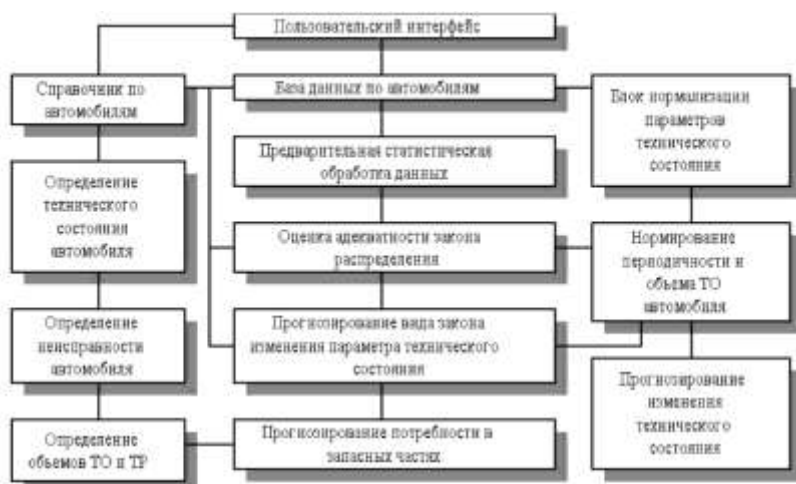 Пользовательский интерфейс
Справочник по
автомобилям
База данных по автомобилям
Блок нормализации
параметров
технического
состояния
Предварительная статистическая
обработка данных
Определение
технического
состояния
автомобиля
Оценка адекватности закона
распределения
Нормирование
периодичности и
объема ТО
автомобиля
Определение
неисправности
автомобиля
Прогнозирование вида закона
изменения параметра технического
состояния
Прогнозирование
изменения
технического
состояния
Определение
объемов ТО и ТР
Прогнозирование потребности в
запасных частях